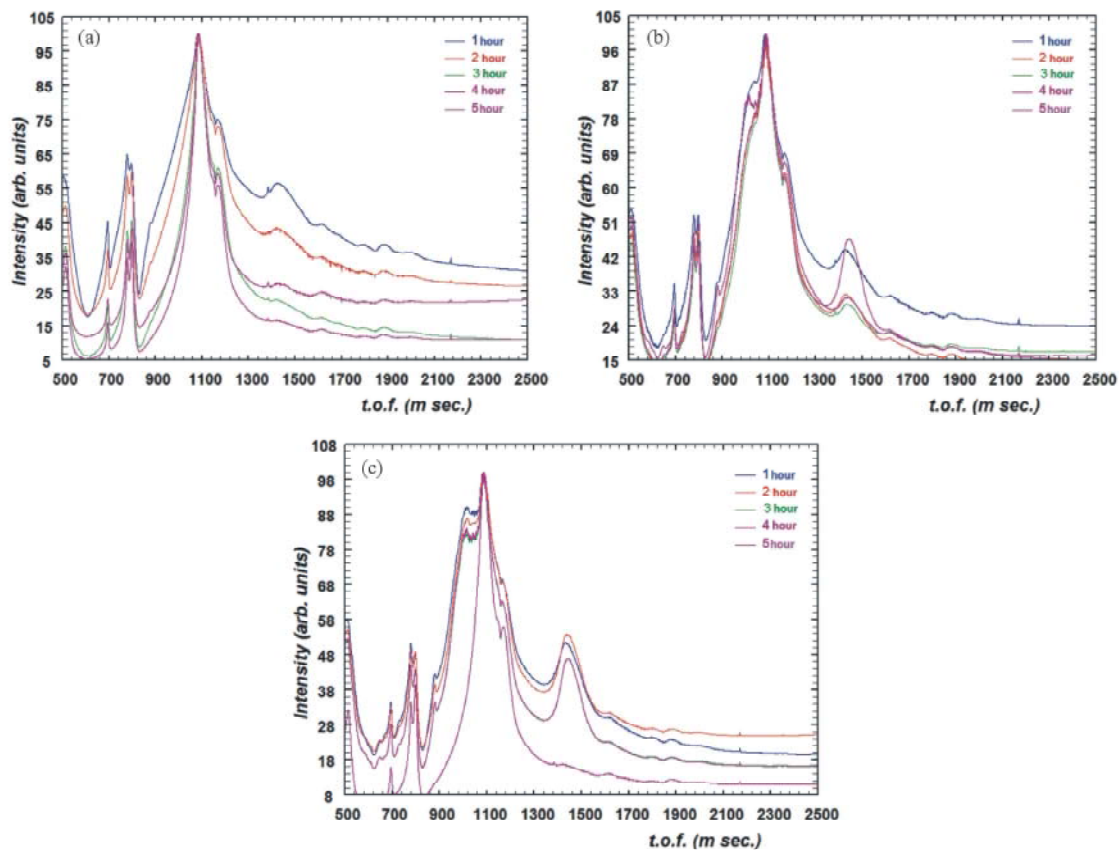 (a)
105
95
85
75
65
55
45
35
25
15
5
Intensity (arb. units)
1 hour
2 hour
3 hour
4 hour
5 hour
500 700 900 1100 1300 1500 1700 1900 2100 2300 2500
t.o.f. (m sec.)
(b)
105
96
87
78
69
60
51
42
33
24
15
Intensity (arb. units)
1 hour
2 hour
3 hour
4 hour
5 hour
500 700 900 1100 1300 1500 1700 1900 2100 2300 2500
t.o.f. (m sec.)
(c)
108
98
88
78
68
58
48
38
28
18
8
Intensity (arb. units)
1 hour
2 hour
3 hour
4 hour
5 hour
500 700 900 1100 1300 1500 1700 1900 2100 2300 2500
t.o.f. (m sec.)